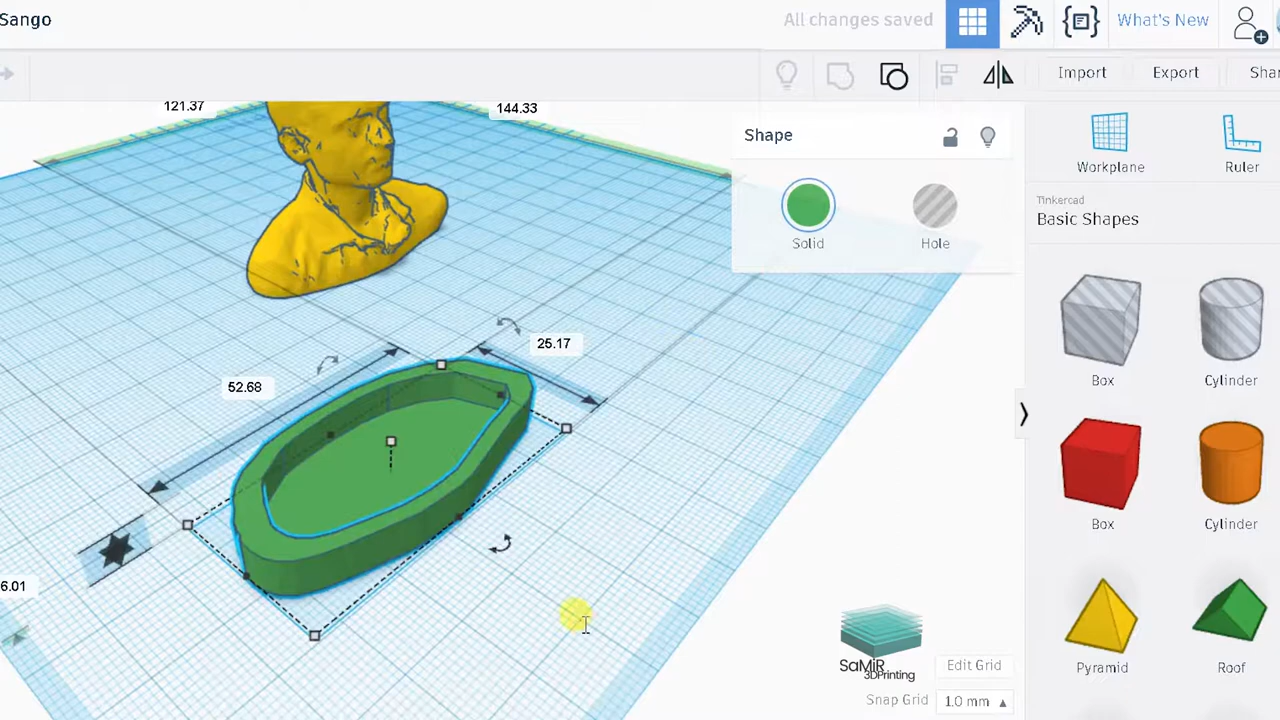 Sango
All changes saved
What's New
Import
Export
Shar
121.37
144.33
Shape
Solid
Hole
Workplane
Ruler
Tinkercad
Basic Shapes
25.17
52.68
6.01
Box
Cylinder
Box
Cylinder
Pyramid
Roof
SaMiR
3DPrinting
Edit Grid
Snap Grid
1.0 mm